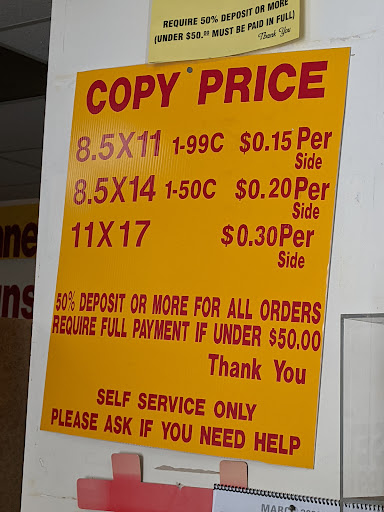 REQUIRE 50% DEPOSIT OR MORE
(UNDER $50.00 MUST BE PAID IN FULL)
Thank You
COPY PRICE
8.5X11 1-99C $0.15 Per Side
8.5X14 1-50C $0.20 Per Side
11X17 $0.30 Per Side
50% DEPOSIT OR MORE FOR ALL ORDERS
REQUIRE FULL PAYMENT IF UNDER $50.00
Thank You
SELF SERVICE ONLY
PLEASE ASK IF YOU NEED HELP